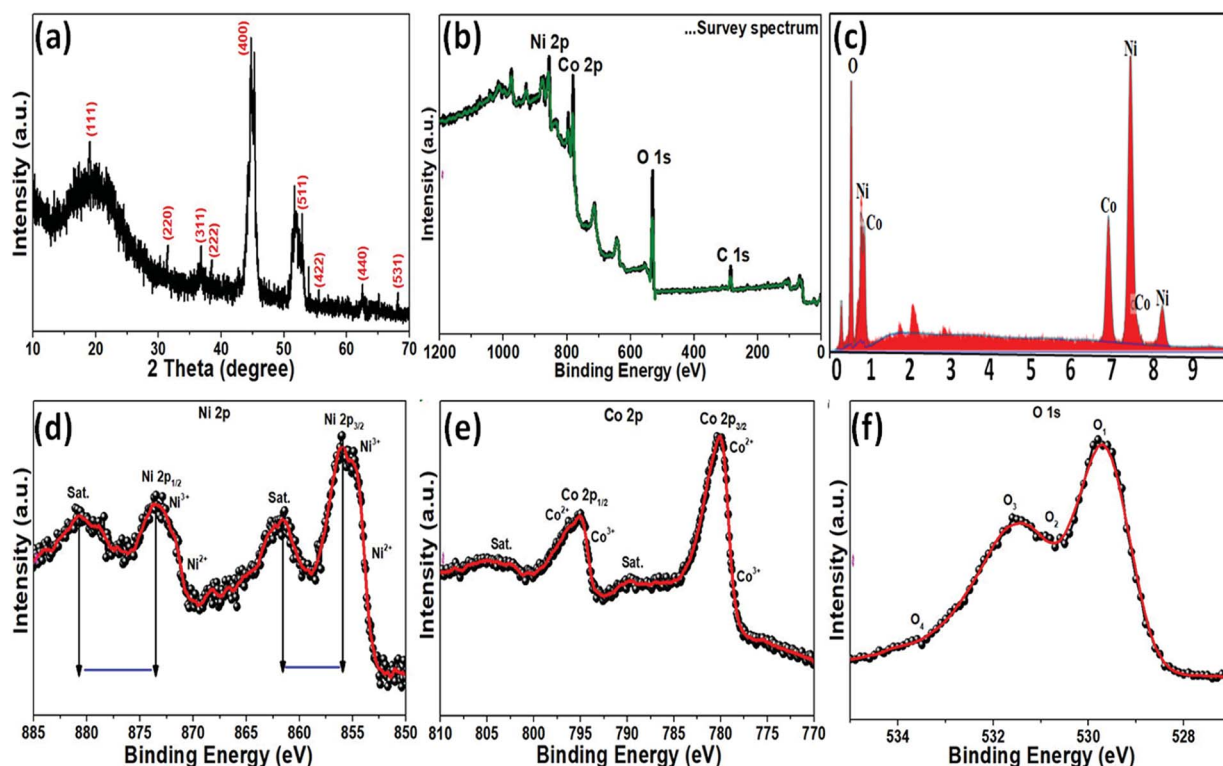 (a)
(111)
(220)
(311)
(222)
(400)
(511)
(422)
(440)
(531)
Intensity (a.u.)
10 20 30 40 50 60 70
2 Theta (degree)
(b)
...Survey spectrum
Ni 2p
Co 2p
O 1s
C 1s
Intensity (a.u.)
1200 1000 800 600 400 200 0
Binding Energy (eV)
(c)
O
Ni
Co
Co
Ni
Co
Ni
Intensity (a.u.)
0 1 2 3 4 5 6 7 8 9
(d)
Ni 2p
Sat.
Ni 2p1/2
Ni3+
Ni2+
Sat.
Ni 2p3/2
Ni3+
Ni2+
Intensity (a.u.)
885 880 875 870 865 860 855 850
Binding Energy (eV)
(e)
Co 2p
Sat.
Co 2p1/2
Co2+
Co3+
Sat.
Co 2p3/2
Co2+
Co3+
Intensity (a.u.)
810 805 800 795 790 785 780 775 770
Binding Energy (eV)
(f)
O 1s
O4
O3
O2
O1
Intensity (a.u.)
534 532 530 528
Binding Energy (eV)